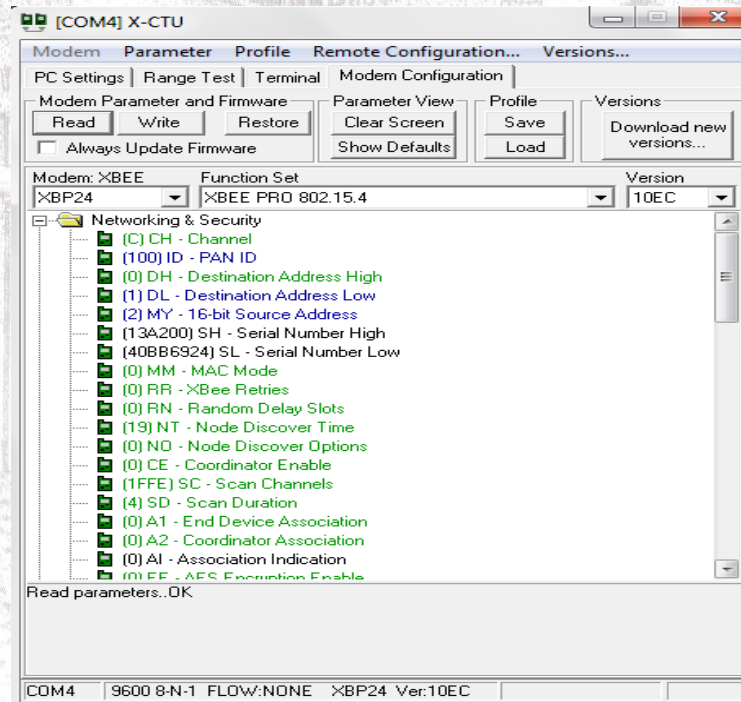 [COM4] X-CTU
Modem Parameter Profile Remote Configuration... Versions...
PC Settings Range Test Terminal Modem Configuration
Modem Parameter and Firmware Parameter View Profile Versions
Read Write Restore Clear Screen Save Download new versions...
Always Update Firmware Show Defaults Load
Modem: XBEE Function Set Version
XBP24 XBEE PRO 802.15.4 10EC
Networking & Security
(C) CH - Channel
(100) ID - PAN ID
(0) DH - Destination Address High
(1) DL - Destination Address Low
(2) MY - 16-bit Source Address
(13A200) SH - Serial Number High
(40BB6924) SL - Serial Number Low
(0) MM - MAC Mode
(0) RR - XBee Retries
(0) RN - Random Delay Slots
(19) NT - Node Discover Time
(0) NO - Node Discover Options
(0) CE - Coordinator Enable
(1FFE) SC - Scan Channels
(4) SD - Scan Duration
(0) A1 - End Device Association
(0) A2 - Coordinator Association
(0) AI - Association Indication
(0) EE - AES Encryption Enable
Read parameters..OK
COM4 9600 8-N-1 FLOW:NONE XBP24 Ver:10EC